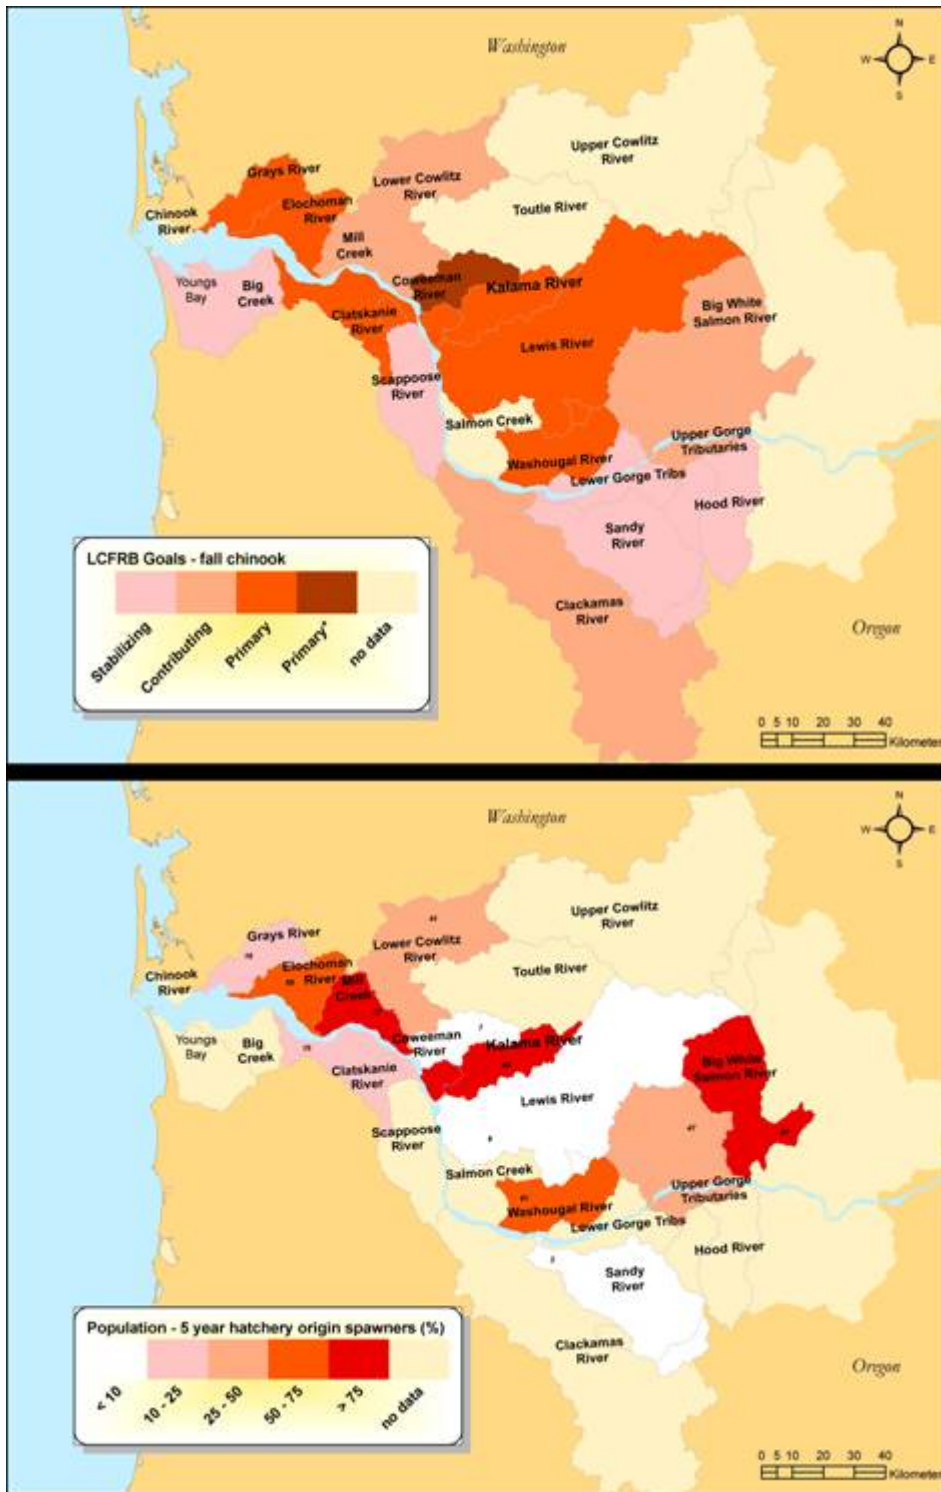 Washington
N
W
E
S
Upper Cowlitz
River
Grays River
Lower Cowlitz
River
Elochoman
River
Toutle River
Chinook
River
Mill
Creek
Youngs
Bay
Big
Creek
Coweeman
River
Kalama River
Clatskanie
River
Big White
Salmon River
Lewis River
Scappoose
River
Salmon Creek
Upper Gorge
Tributaries
Washougal River
Lower Gorge Tribs
Hood River
Sandy
River
LCFRB Goals - fall chinook
Stabilizing
Contributing
Primary
Primary*
no data
Clackamas
River
Oregon
0 5 10 20 30 40
Kilometer
Washington
N
W
E
S
Upper Cowlitz
River
Grays River
Lower Cowlitz
River
Elochoman
River
Toutle River
Chinook
River
Mill
Creek
Youngs
Bay
Big
Creek
Coweeman
River
Kalama River
Clatskanie
River
Big White
Salmon River
Lewis River
Scappoose
River
Salmon Creek
Upper Gorge
Tributaries
Washougal River
Lower Gorge Tribs
Hood River
Sandy
River
Population - 5 year hatchery origin spawners (%)
< 10
10 - 25
25 - 50
50 - 75
> 75
no data
Clackamas
River
Oregon
0 5 10 20 30 40
Kilometer